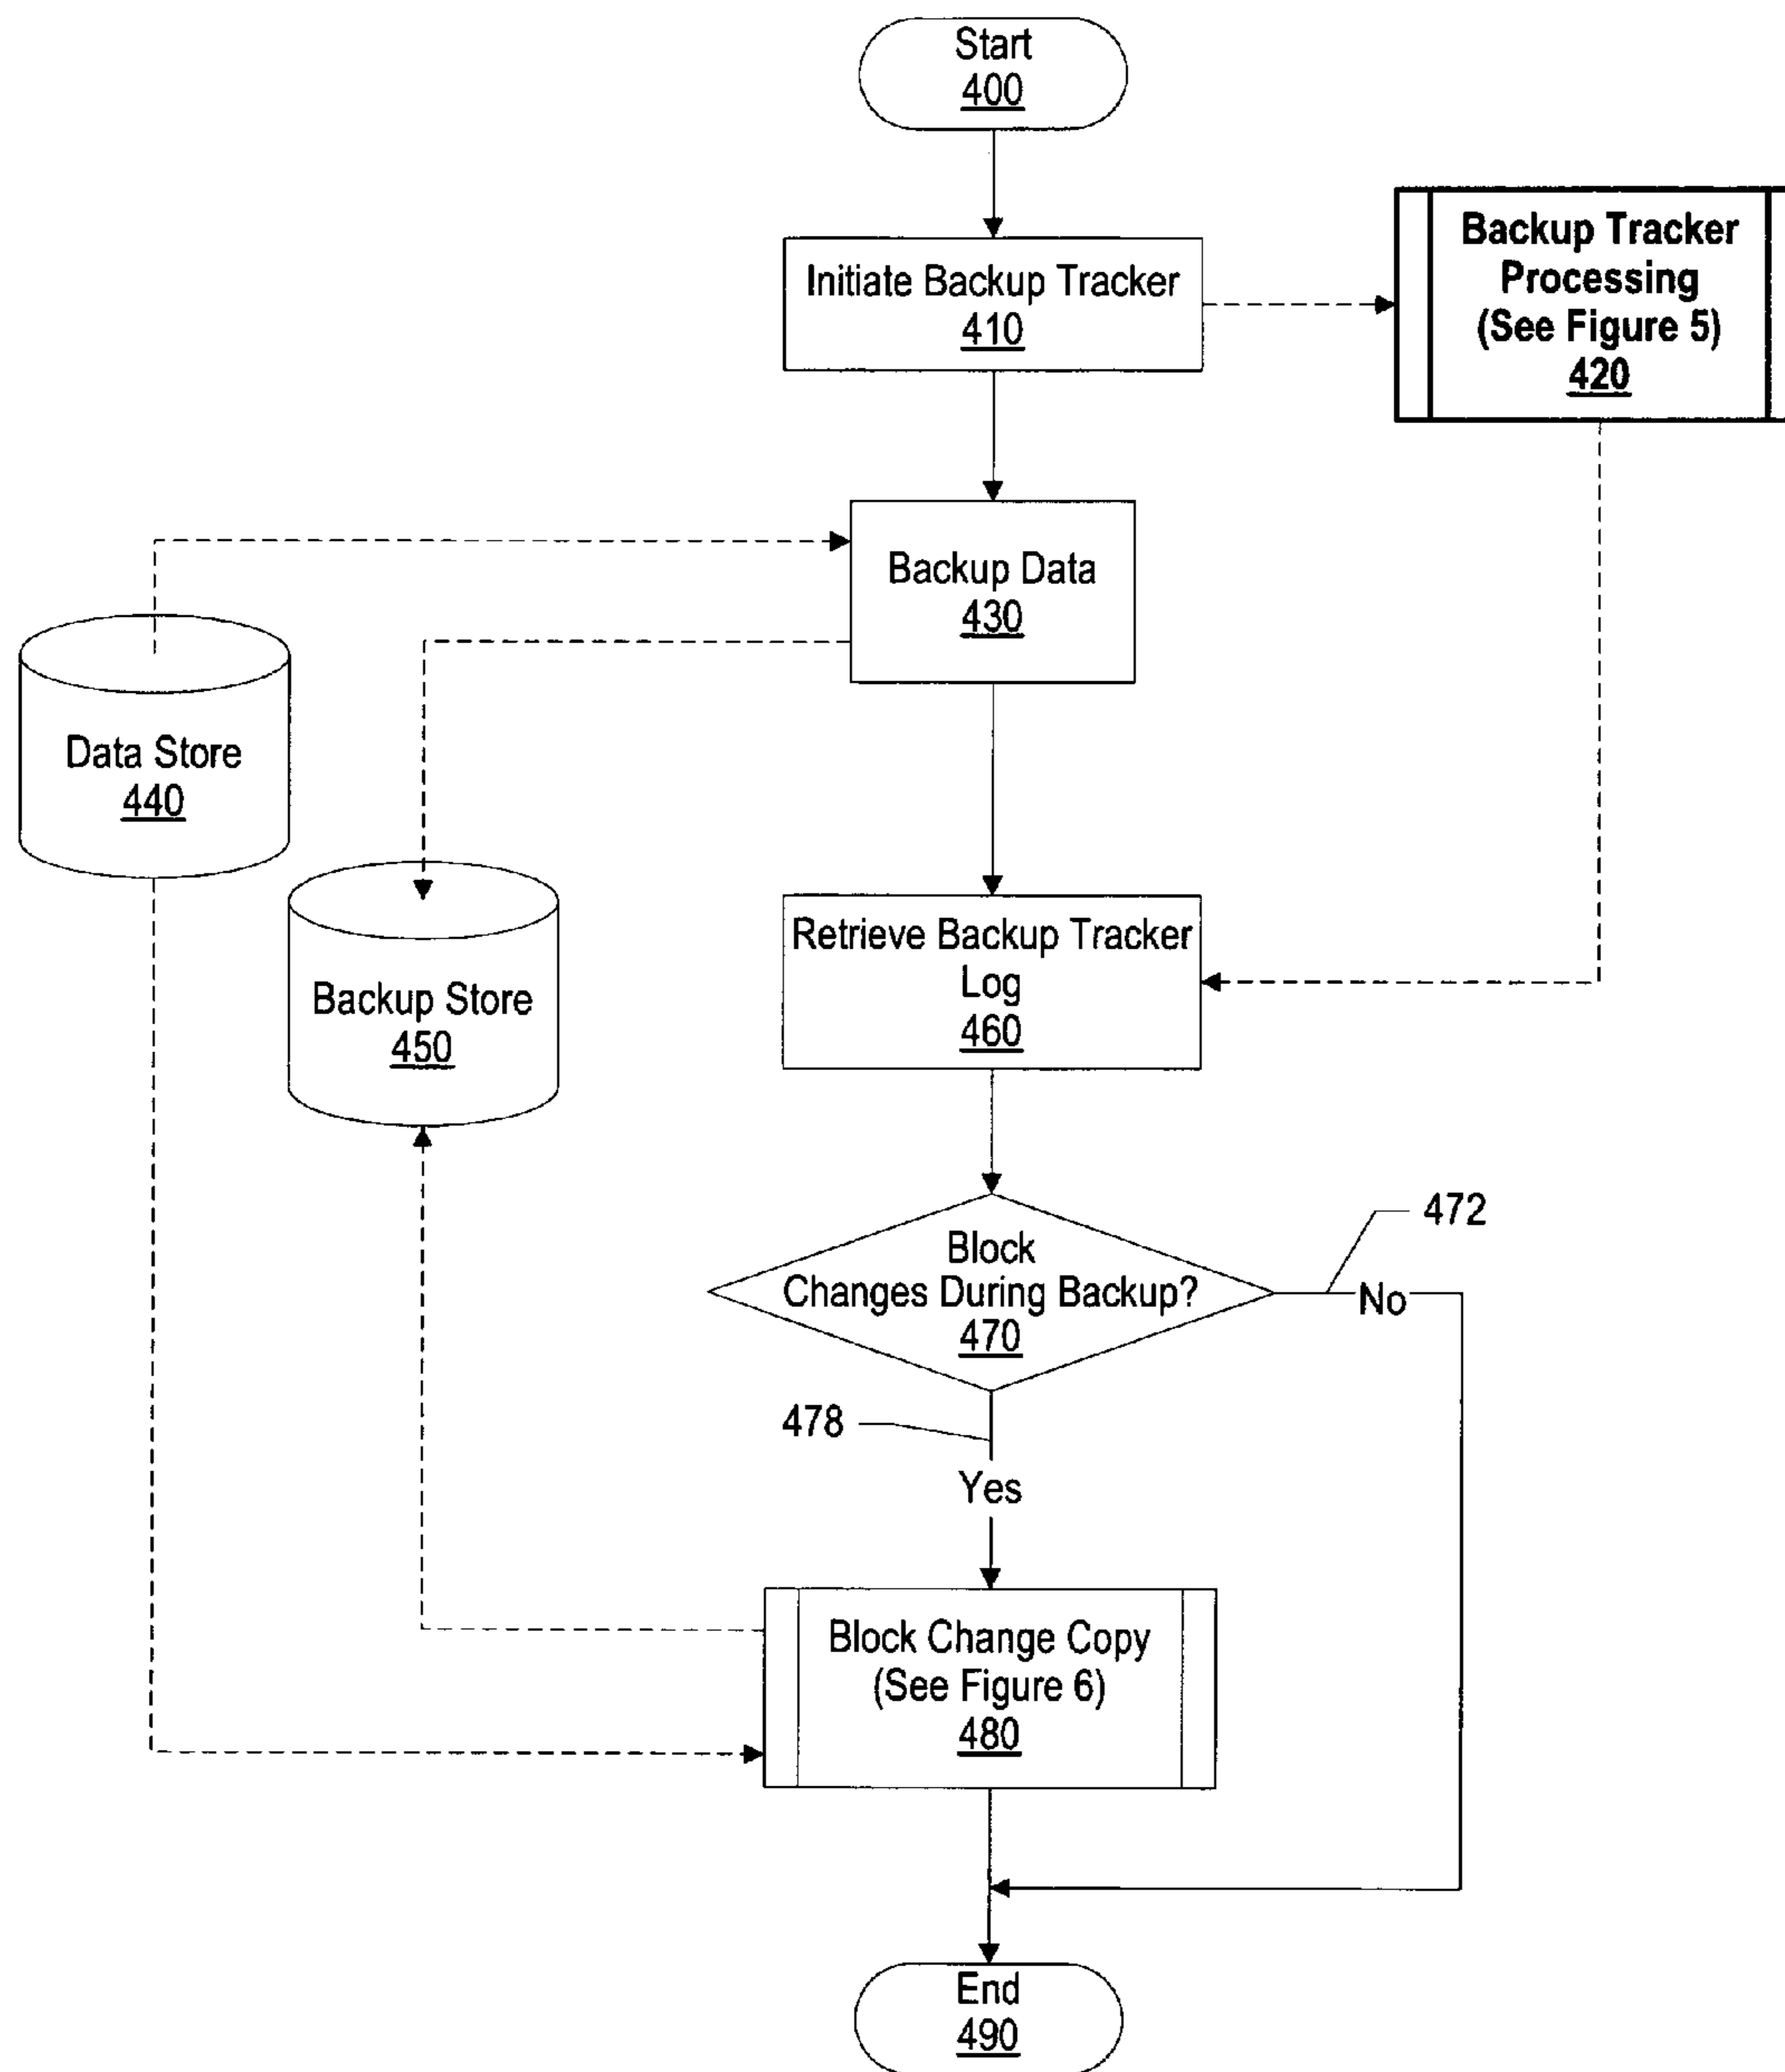 Start
400
Initiate Backup Tracker
410
Backup Tracker
Processing
(See Figure 5)
420
Backup Data
430
Data Store
440
Backup Store
450
Retrieve Backup Tracker
Log
460
Block
Changes During Backup?
470
472
No
478
Yes
Block Change Copy
(See Figure 6)
480
End
490